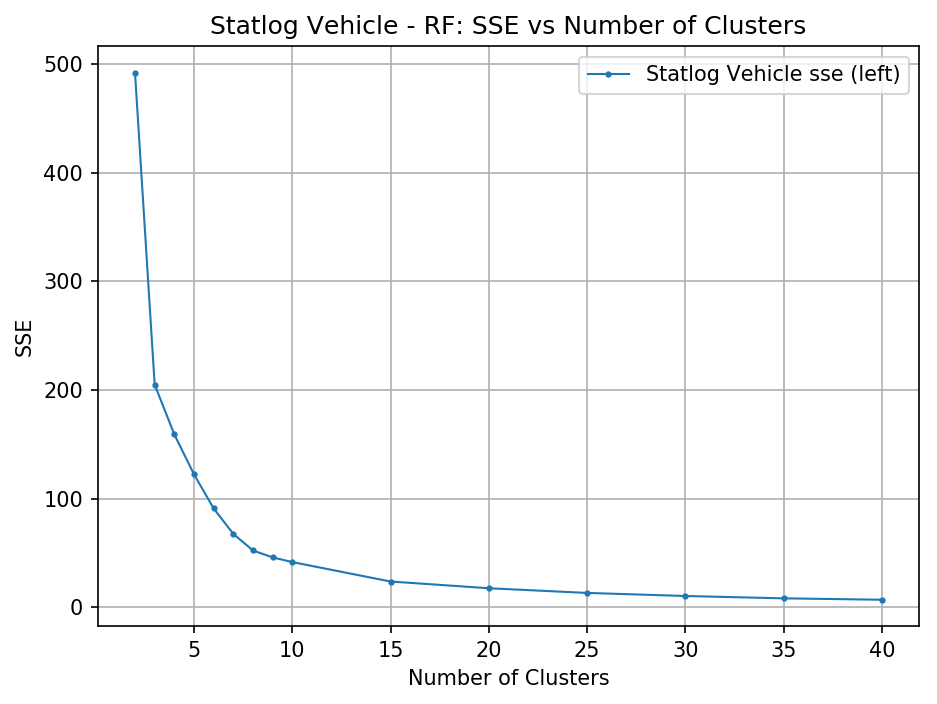 Statlog Vehicle - RF: SSE vs Number of Clusters
Statlog Vehicle sse (left)
500
400
300
200
100
0
SSE
5 10 15 20 25 30 35 40
Number of Clusters